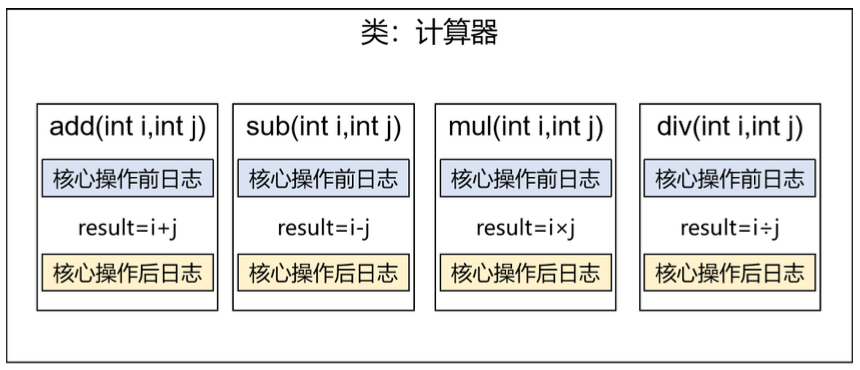 类：计算器
add(int i,int j)
核心操作前日志
result=i+j
核心操作后日志
sub(int i,int j)
核心操作前日志
result=i-j
核心操作后日志
mul(int i,int j)
核心操作前日志
result=i×j
核心操作后日志
div(int i,int j)
核心操作前日志
result=i÷j
核心操作后日志